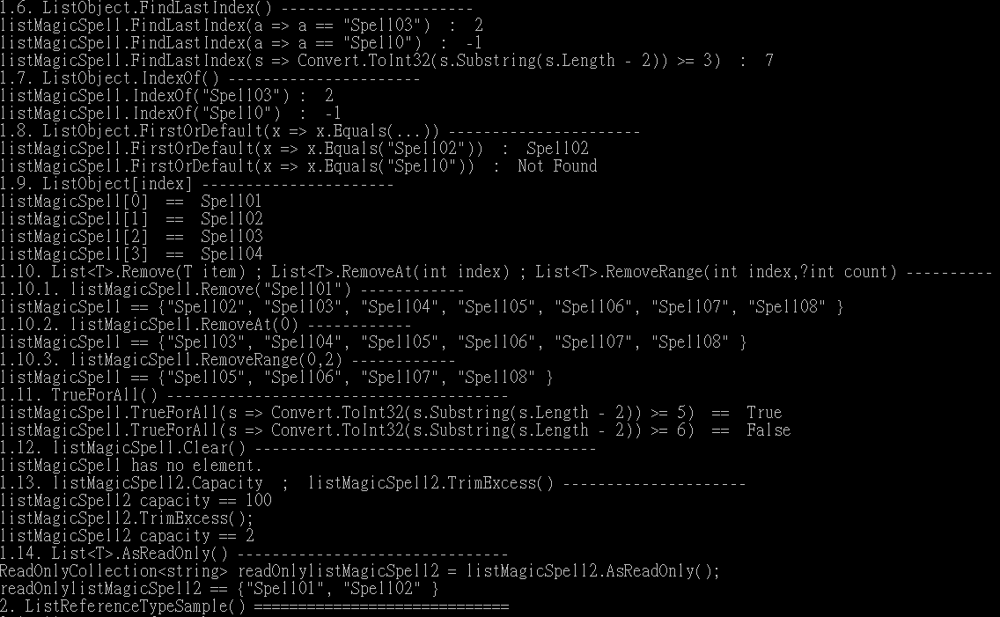 1.6. ListObject.FindLastIndex() ----------------------
listMagicSpell.FindLastIndex(a => a == "Spell03")  :  2
listMagicSpell.FindLastIndex(a => a == "Spell0")  :  -1
listMagicSpell.FindLastIndex(s => Convert.ToInt32(s.Substring(s.Length - 2)) >= 3)  :  7
1.7. ListObject.IndexOf() ----------------------
listMagicSpell.IndexOf("Spell03") :  2
listMagicSpell.IndexOf("Spell0")  :  -1
1.8. ListObject.FirstOrDefault(x => x.Equals(...)) ----------------------
listMagicSpell.FirstOrDefault(x => x.Equals("Spell02"))  :  Spell02
listMagicSpell.FirstOrDefault(x => x.Equals("Spell0"))  :  Not Found
1.9. ListObject[index] ----------------------
listMagicSpell[0]  ==  Spell01
listMagicSpell[1]  ==  Spell02
listMagicSpell[2]  ==  Spell03
listMagicSpell[3]  ==  Spell04
1.10. List<T>.Remove(T item) ; List<T>.RemoveAt(int index) ; List<T>.RemoveRange(int index,?int count) ----------
1.10.1. listMagicSpell.Remove("Spell01") ------------
listMagicSpell == {"Spell02", "Spell03", "Spell04", "Spell05", "Spell06", "Spell07", "Spell08" }
1.10.2. listMagicSpell.RemoveAt(0) ------------
listMagicSpell == {"Spell03", "Spell04", "Spell05", "Spell06", "Spell07", "Spell08" }
1.10.3. listMagicSpell.RemoveRange(0,2) ------------
listMagicSpell == {"Spell05", "Spell06", "Spell07", "Spell08" }
1.11. TrueForAll() ---------------------------------------
listMagicSpell.TrueForAll(s => Convert.ToInt32(s.Substring(s.Length - 2)) >= 5)  ==  True
listMagicSpell.TrueForAll(s => Convert.ToInt32(s.Substring(s.Length - 2)) >= 6)  ==  False
1.12. listMagicSpell.Clear() ---------------------------------------
listMagicSpell has no element.
1.13. listMagicSpell2.Capacity  ;  listMagicSpell2.TrimExcess() ---------------------
listMagicSpell2 capacity == 100
listMagicSpell2.TrimExcess();
listMagicSpell2 capacity == 2
1.14. List<T>.AsReadOnly() -------------------------------
ReadOnlyCollection<string> readOnlylistMagicSpell2 = listMagicSpell2.AsReadOnly();
readOnlylistMagicSpell2 == {"Spell01", "Spell02" }
2. ListReferenceTypeSample() =============================